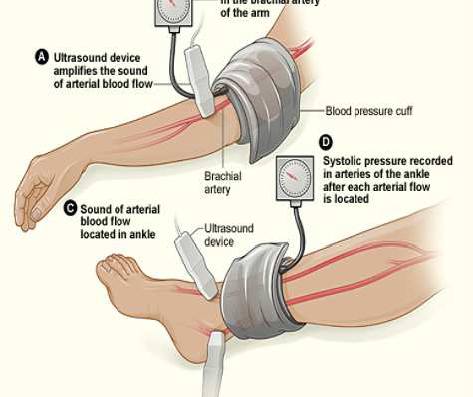 in the brachial artery
of the arm
A Ultrasound device
amplifies the sound
of arterial blood flow
Blood pressure cuff
D
Systolic pressure recorded
in arteries of the ankle
after each arterial flow
is located
Brachial
artery
C Sound of arterial
blood flow
located in ankle
Ultrasound
device